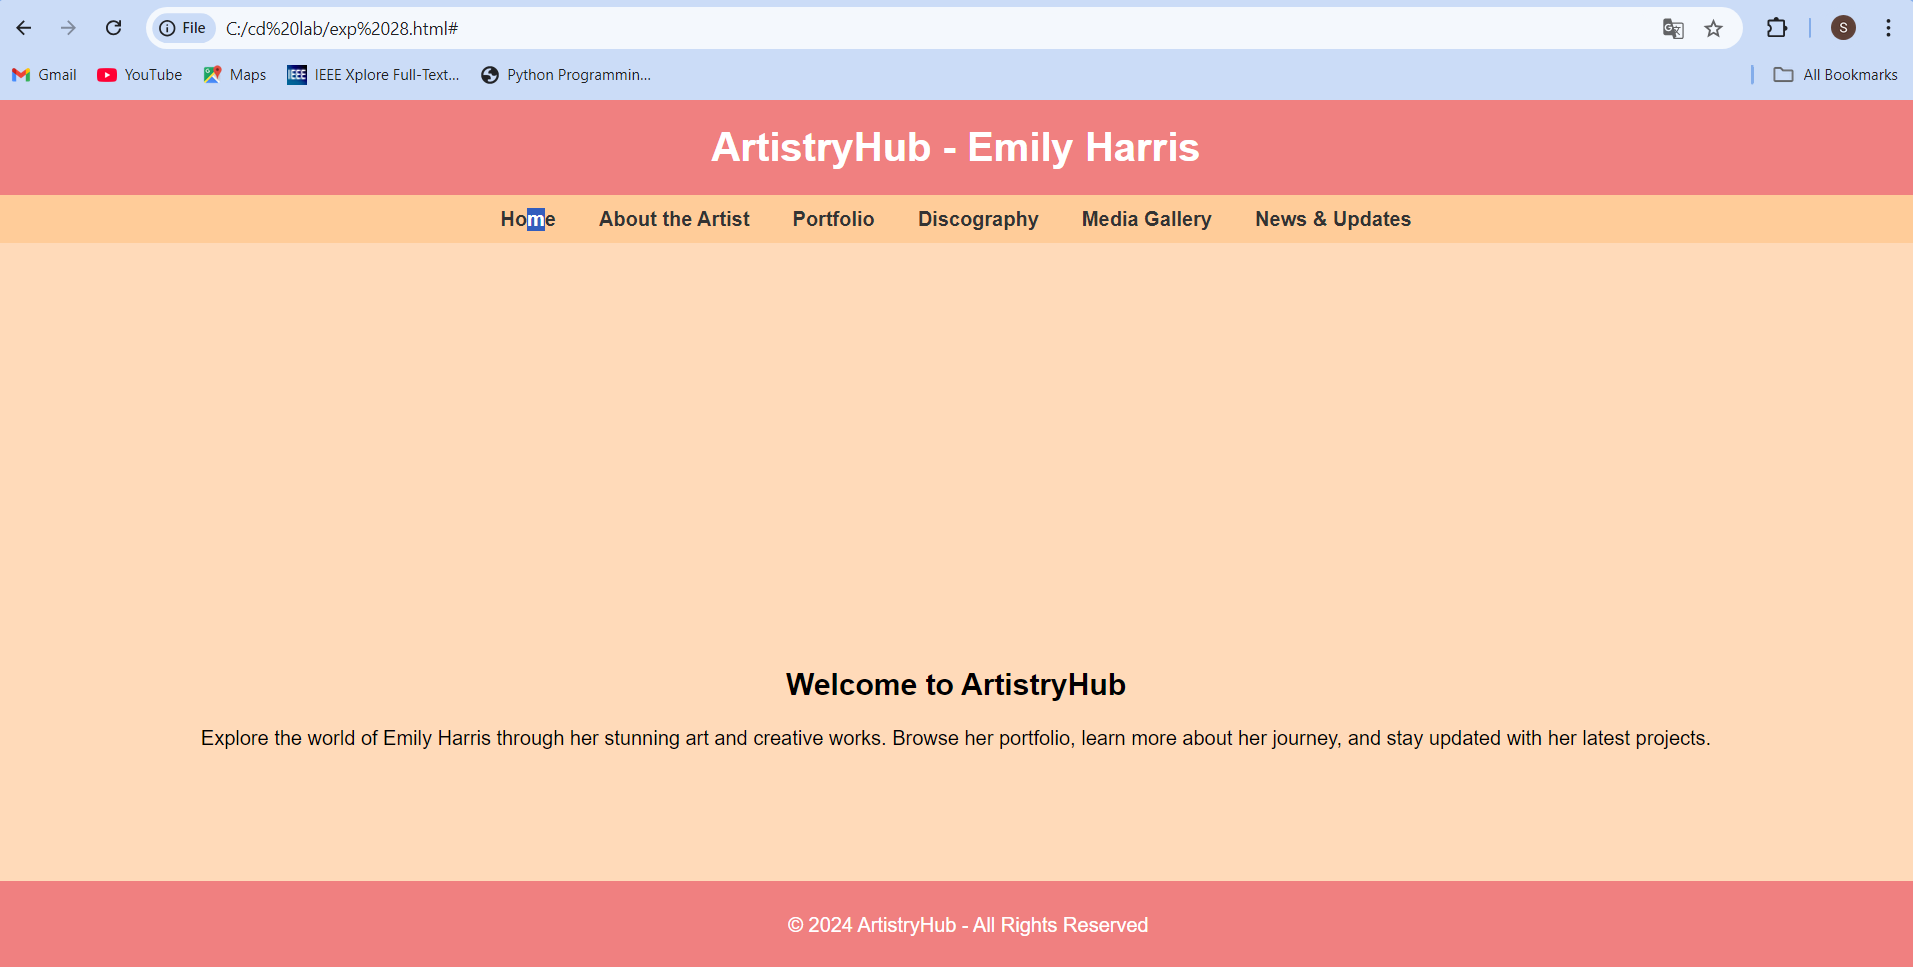 File C:/cd%20lab/exp%2028.html# S
Gmail YouTube Maps IEEE IEEE Xplore Full-Text... Python Programmin... All Bookmarks
ArtistryHub - Emily Harris
Home About the Artist Portfolio Discography Media Gallery News & Updates
Welcome to ArtistryHub
Explore the world of Emily Harris through her stunning art and creative works. Browse her portfolio, learn more about her journey, and stay updated with her latest projects.
© 2024 ArtistryHub - All Rights Reserved